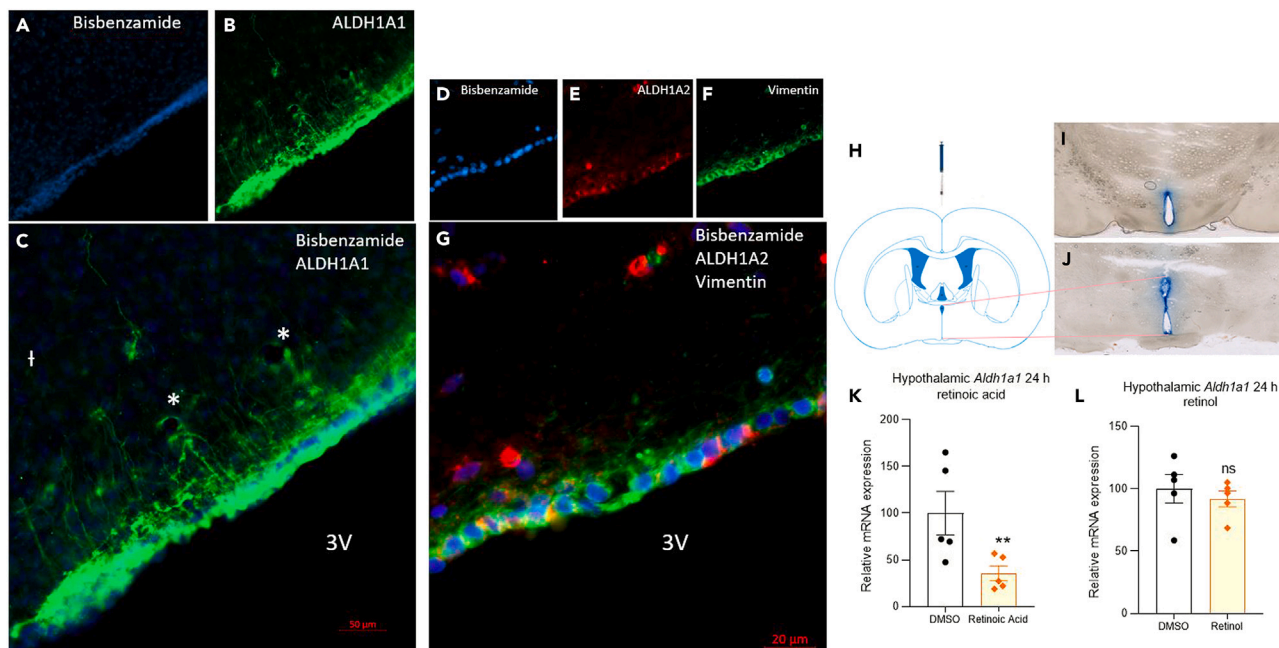 A
Bisbenzamide
B
ALDH1A1
C
Bisbenzamide
ALDH1A1
*
*
ƚ
3V
50 µm
D
Bisbenzamide
E
ALDH1A2
F
Vimentin
G
Bisbenzamide
ALDH1A2
Vimentin
3V
20 µm
H
I
J
K
Hypothalamic Aldh1a1 24 h
retinoic acid
Relative mRNA expression
200
150
100
50
0
**
DMSO
Retinoic Acid
L
Hypothalamic Aldh1a1 24 h
retinol
Relative mRNA expression
150
100
50
0
ns
DMSO
Retinol